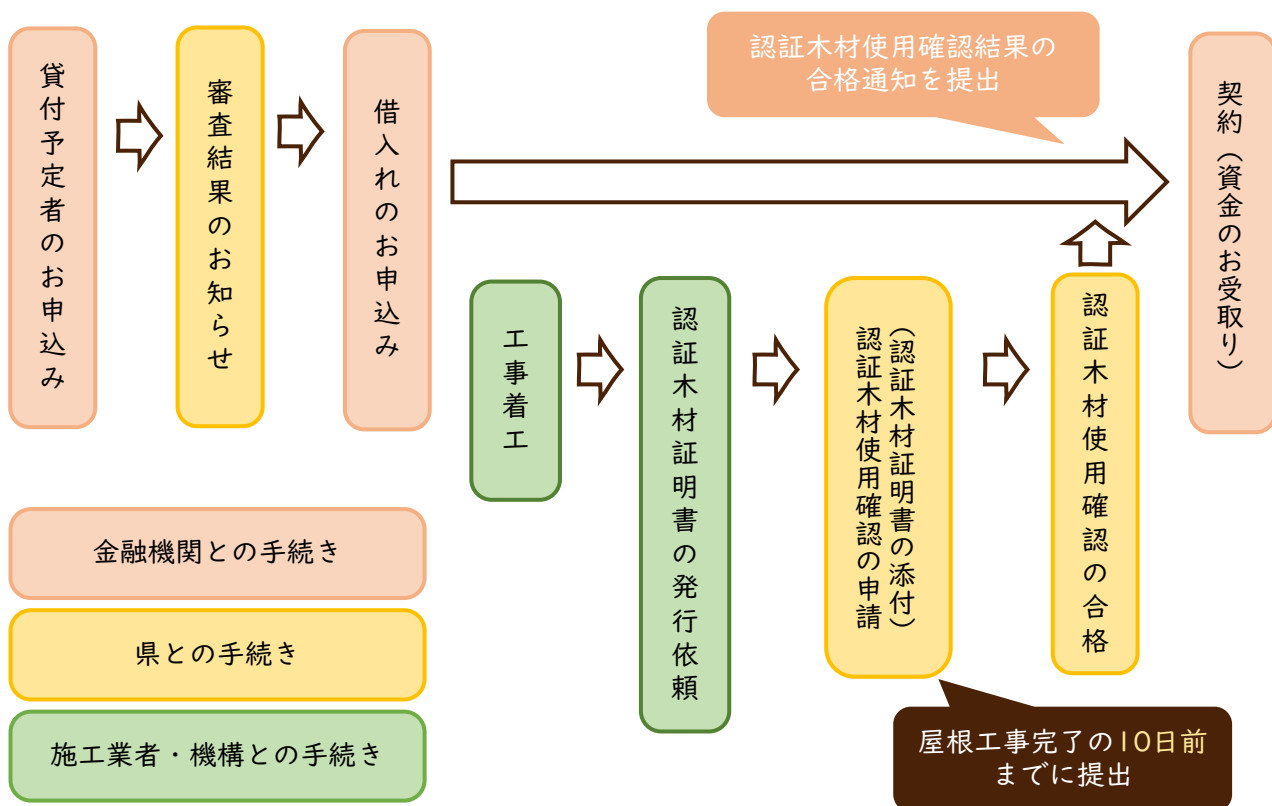 貸付予定者のお申込み
審査結果のお知らせ
借入れのお申込み
認証木材使用確認結果の
合格通知を提出
契約(資金のお受取り)
工事着工
認証木材証明書の発行依頼
(認証木材証明書の添付)
認証木材使用確認の申請
認証木材使用確認の合格
金融機関との手続き
県との手続き
施工業者・機構との手続き
屋根工事完了の10日前
までに提出